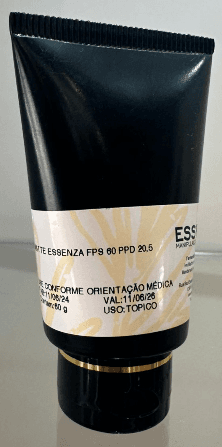 TE ESSENZA FPS 60 PPD 20,5
ESS
MANIPULA
CONFORME ORIENTAÇÃO MÉDICA
11/06/24 VAL:11/06/26
60 g USO:TOPICO